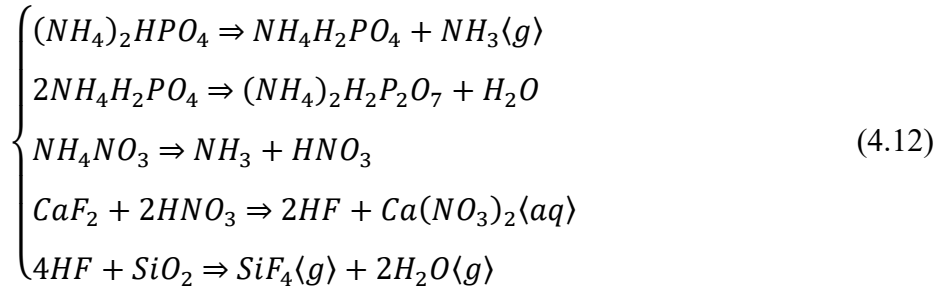 (NH₄)₂HPO₄ ⇒ NH₄H₂PO₄ + NH₃⟨g⟩
2NH₄H₂PO₄ ⇒ (NH₄)₂H₂P₂O₇ + H₂O
NH₄NO₃ ⇒ NH₃ + HNO₃ (4.12)
CaF₂ + 2HNO₃ ⇒ 2HF + Ca(NO₃)₂⟨aq⟩
4HF + SiO₂ ⇒ SiF₄⟨g⟩ + 2H₂O⟨g⟩